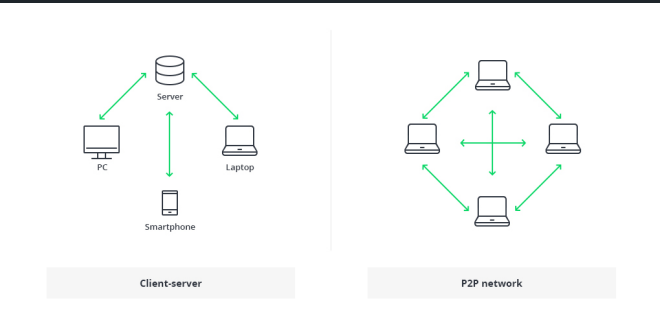 Server
PC
Laptop
Smartphone
Client-server
P2P network